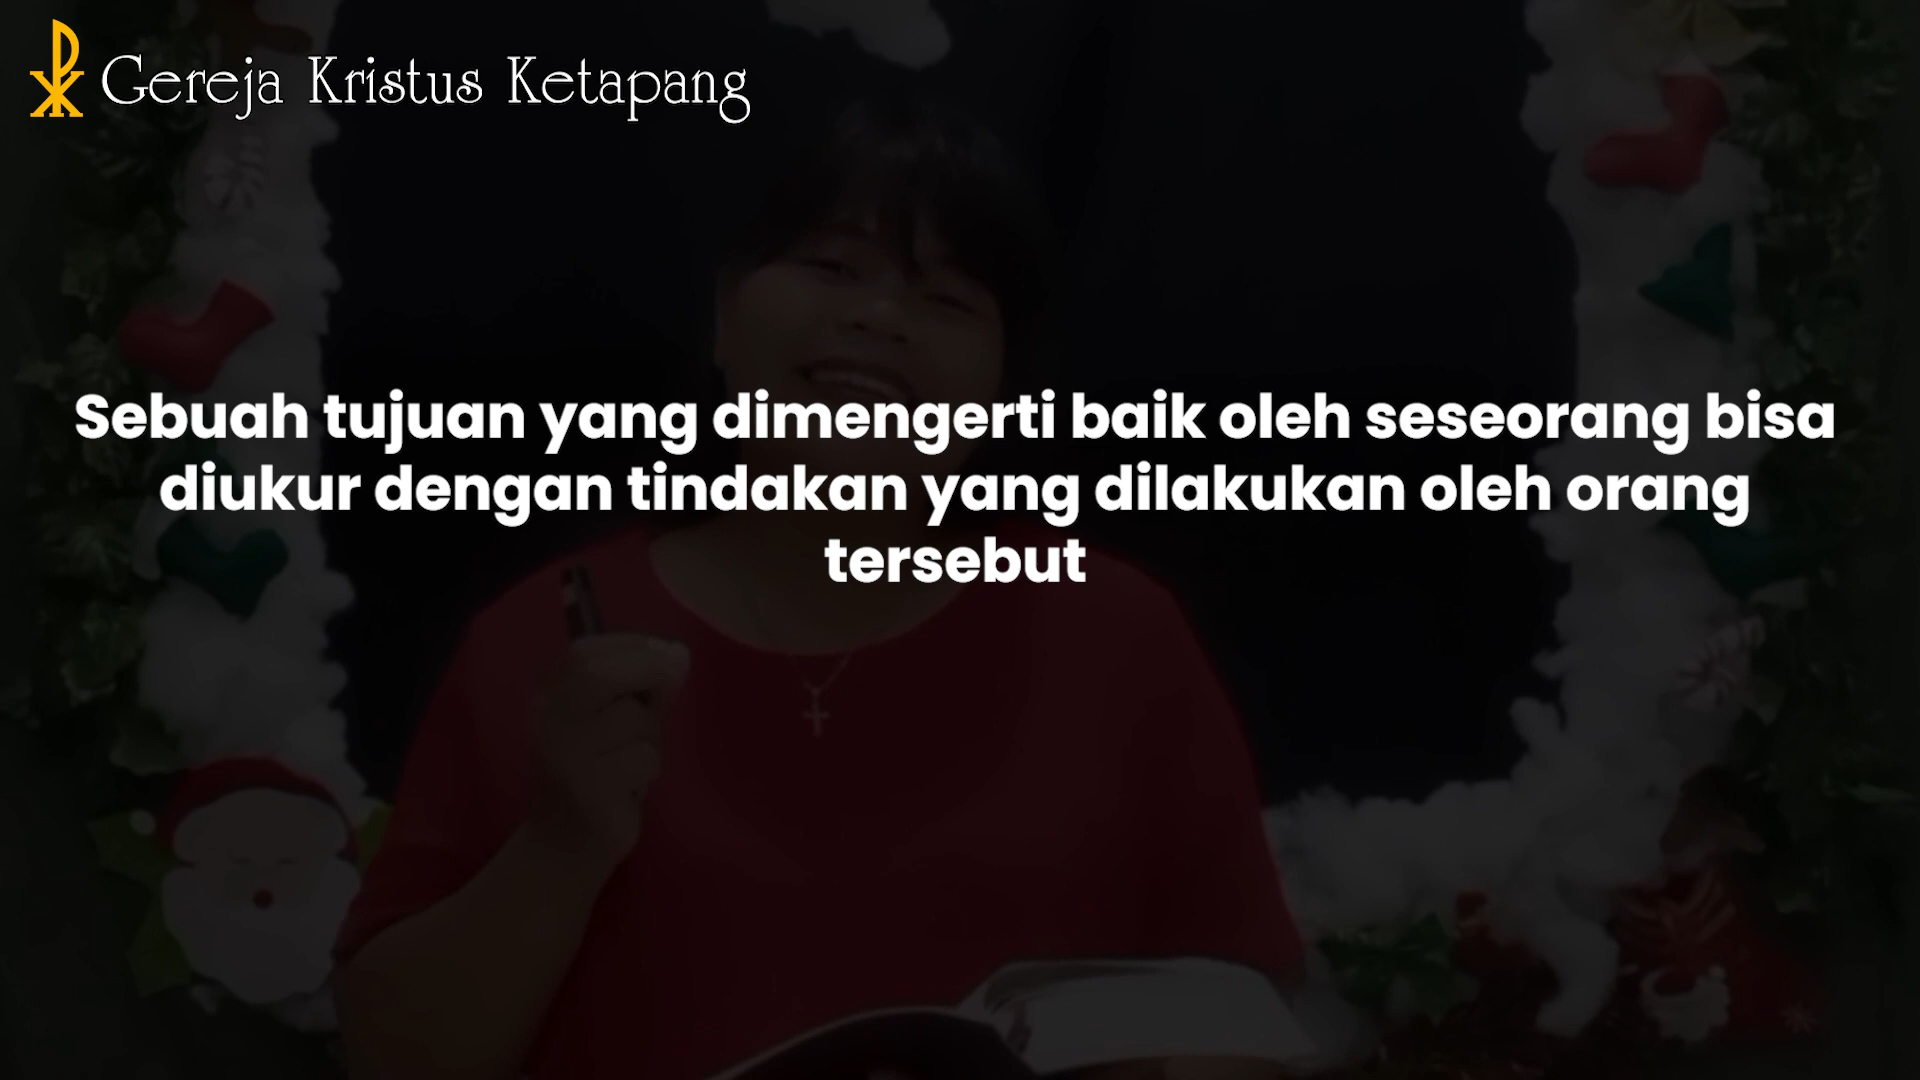 Gereja Kristus Ketapang
Sebuah tujuan yang dimengerti baik oleh seseorang bisa
diukur dengan tindakan yang dilakukan oleh orang
tersebut